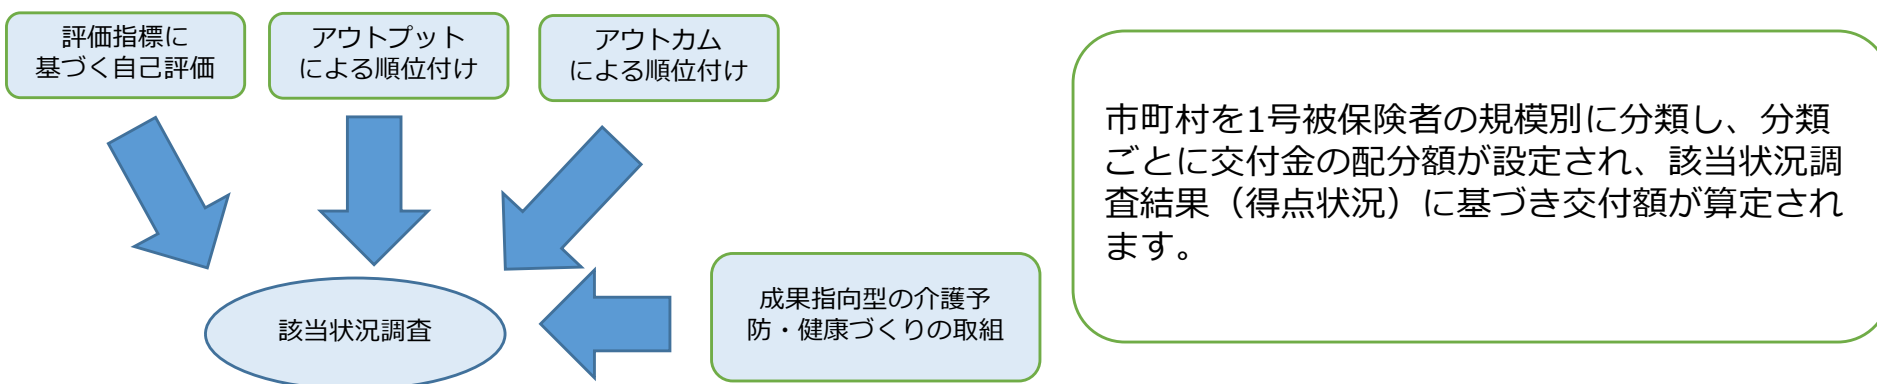 評価指標に
基づく自己評価
アウトプット
による順位付け
アウトカム
による順位付け
市町村を1号被保険者の規模別に分類し、分類
ごとに交付金の配分額が設定され、該当状況調
査結果（得点状況）に基づき交付額が算定され
ます。
成果指向型の介護予
防・健康づくりの取組
該当状況調査